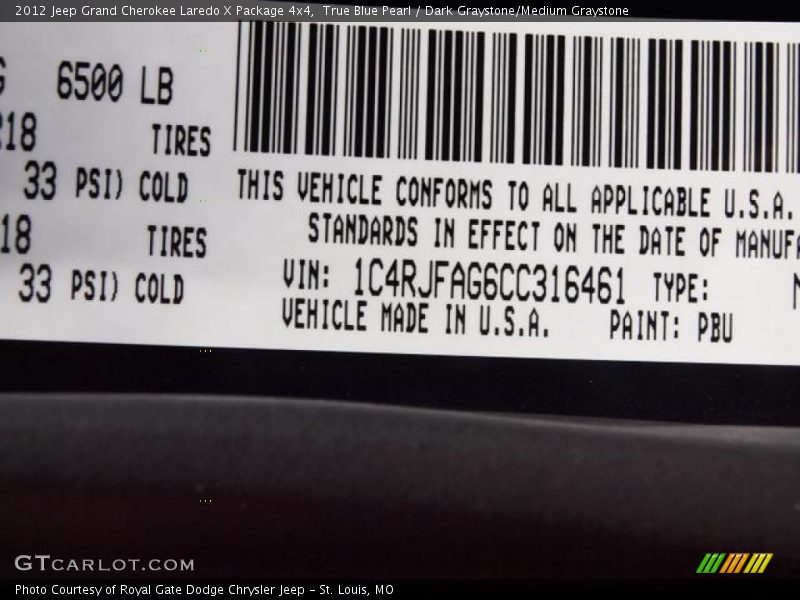 2012 Jeep Grand Cherokee Laredo X Package 4x4, True Blue Pearl / Dark Graystone/Medium Graystone
6500 LB
18 TIRES
33 PSI) COLD
18 TIRES
33 PSI) COLD
THIS VEHICLE CONFORMS TO ALL APPLICABLE U.S.A.
STANDARDS IN EFFECT ON THE DATE OF MANUFA
VIN: 1C4RJFAG6CC316461 TYPE:
VEHICLE MADE IN U.S.A. PAINT: PBU
GTCARLOT.COM
Photo Courtesy of Royal Gate Dodge Chrysler Jeep - St. Louis, MO